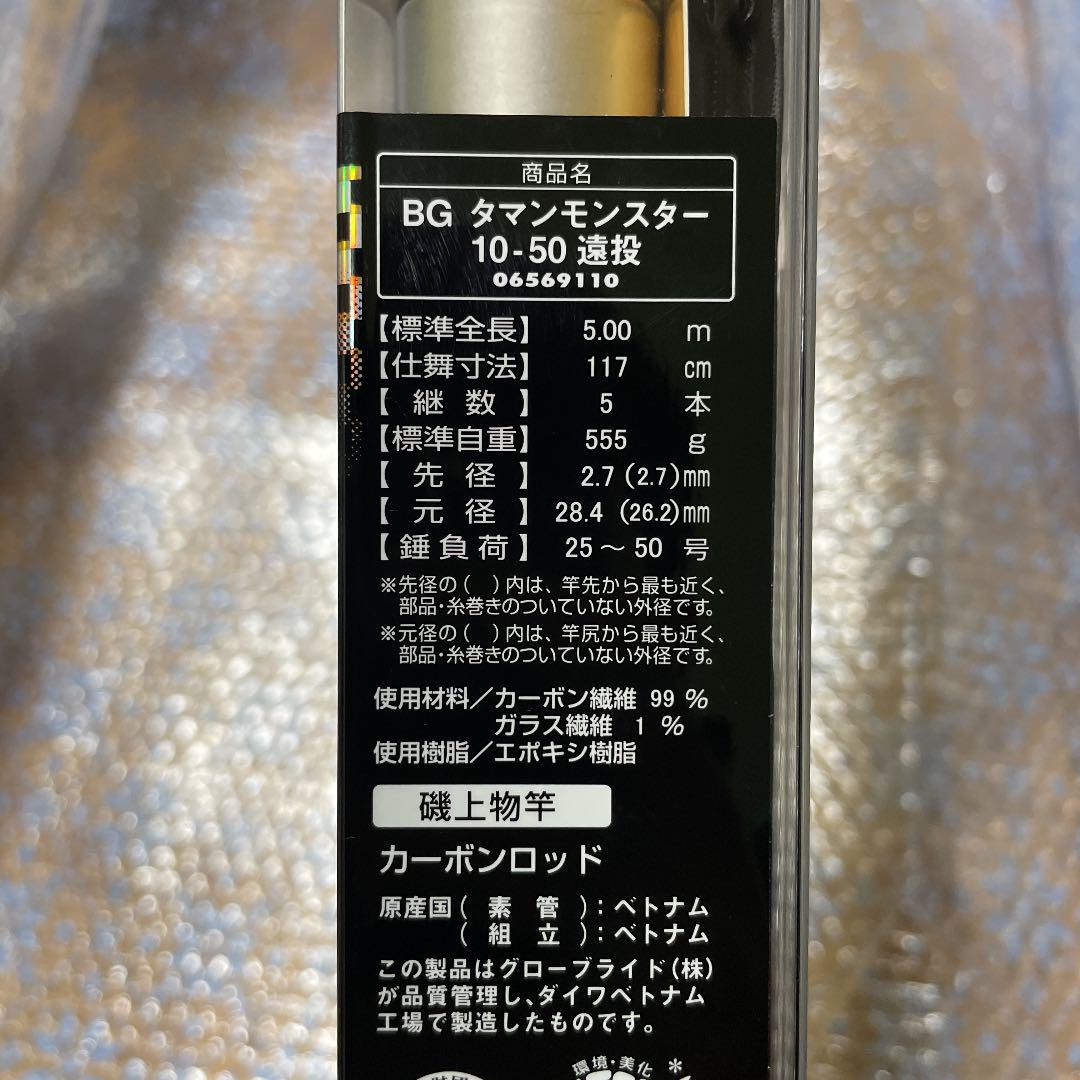 商品名
BG タマンモンスター
10-50 遠投
06569110
【標準全長】 5.00 m
【仕舞寸法】 117 cm
【継数】 5 本
【標準自重】 555 g
【先径】 2.7 (2.7)mm
【元径】 28.4 (26.2)mm
【錘負荷】 25～50 号
※先径の( )内は、竿先から最も近く、
部品・糸巻きのついていない外径です。
※元径の( )内は、竿尻から最も近く、
部品・糸巻きのついていない外径です。
使用材料／カーボン繊維 99 %
ガラス繊維 1 %
使用樹脂／エポキシ樹脂
磯上物竿
カーボンロッド
原産国(素管):ベトナム
(組立):ベトナム
この製品はグローブライド(株)
が品質管理し、ダイワベトナム
工場で製造したものです。
環境・美化